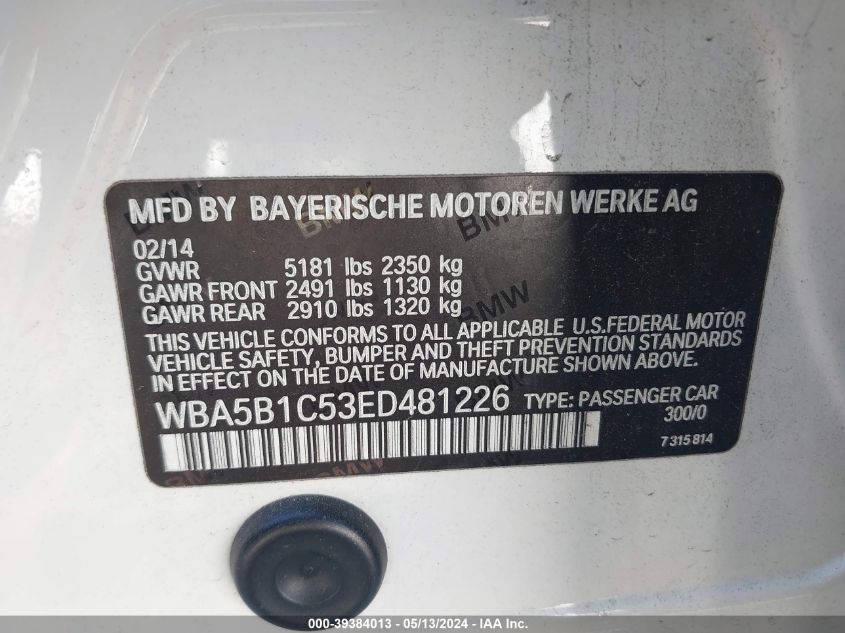 MFD BY BAYERISCHE MOTOREN WERKE AG
02/14
GVWR 5181 lbs 2350 kg
GAWR FRONT 2491 lbs 1130 kg
GAWR REAR 2910 lbs 1320 kg
THIS VEHICLE CONFORMS TO ALL APPLICABLE U.S.FEDERAL MOTOR
VEHICLE SAFETY, BUMPER AND THEFT PREVENTION STANDARDS
IN EFFECT ON THE DATE OF MANUFACTURE SHOWN ABOVE.
WBA5B1C53ED481226 TYPE: PASSENGER CAR
300/0
7315814
000-39384013 - 05/13/2024 - IAA Inc.